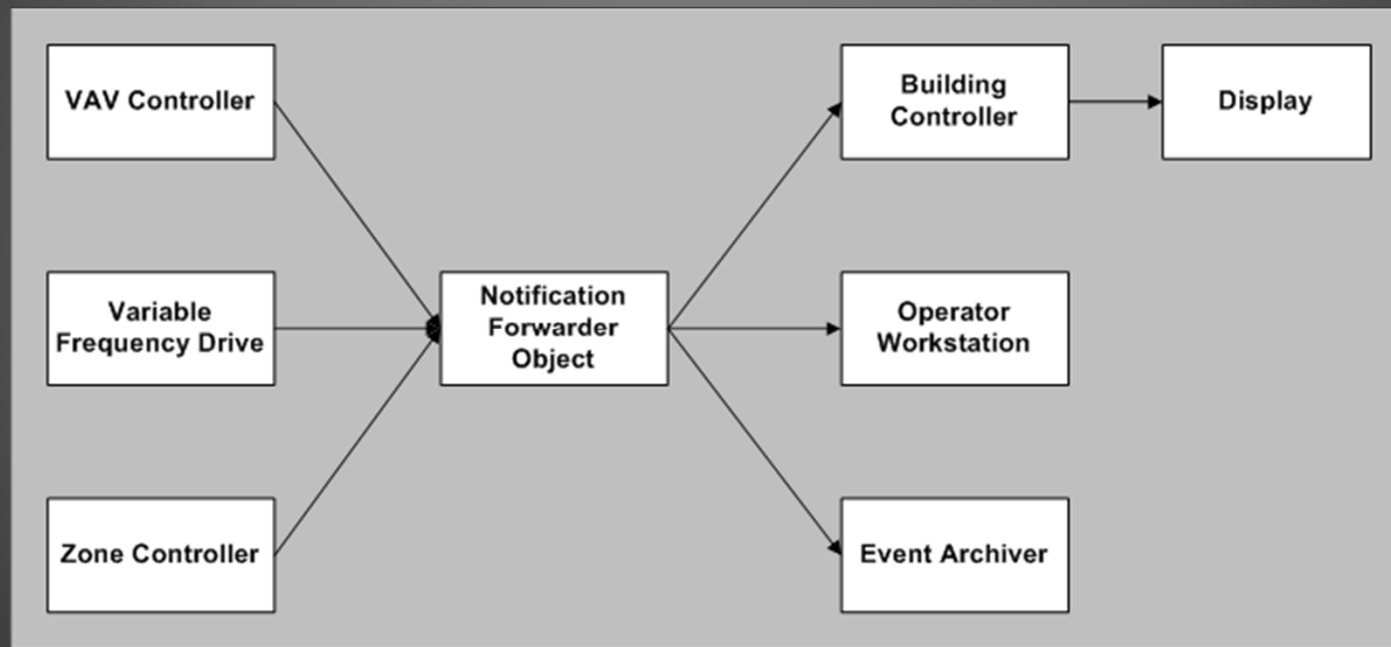 VAV Controller
Building
Controller
Display
Variable
Frequency Drive
Notification
Forwarder
Object
Operator
Workstation
Zone Controller
Event Archiver